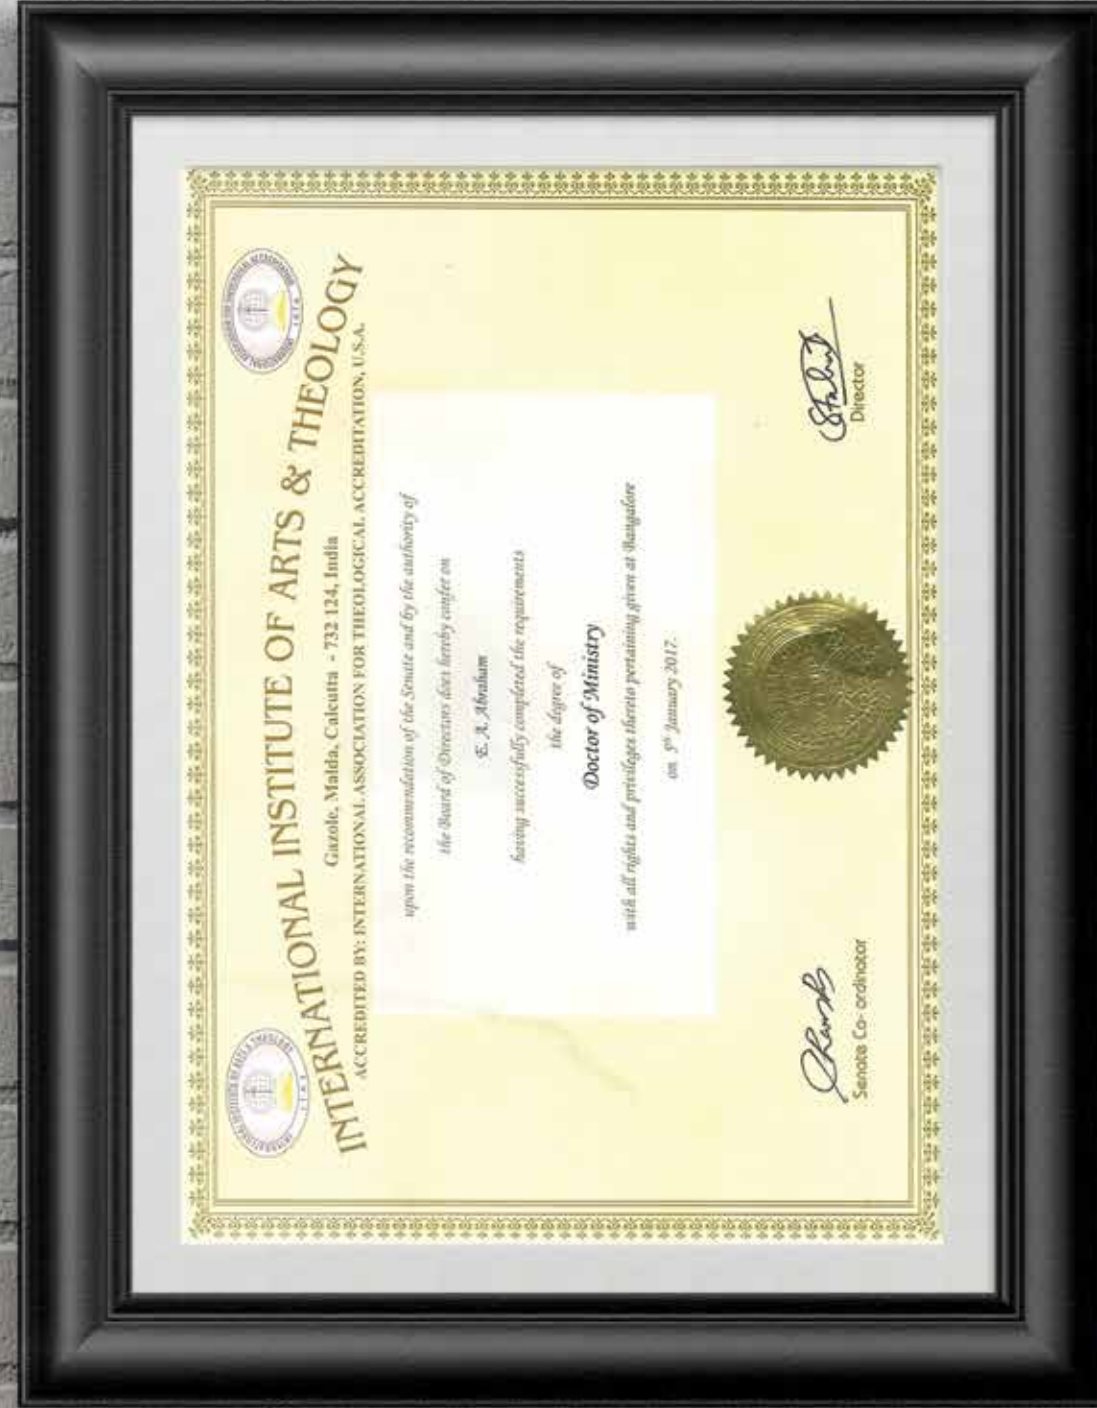 INTERNATIONAL INSTITUTE OF ARTS & THEOLOGY
Gazole, Malda, Calcutta - 732 124, India
ACCREDITED BY: INTERNATIONAL ASSOCIATION FOR THEOLOGICAL ACCREDITATION, U.S.A.
upon the recommendation of the Senate and by the authority of
the Board of Directors does hereby confer on
E. A. Abraham
having successfully completed the requirements
the degree of
Doctor of Ministry
with all rights and privileges thereto pertaining given at Bangalore
on 5th January 2017.
Senate Co- ordinator
Director